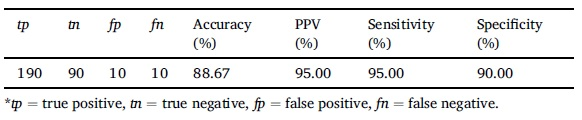 tp tn fp fn Accuracy (%) PPV (%) Sensitivity (%) Specificity (%)
190 90 10 10 88.67 95.00 95.00 90.00
*tp = true positive, tn = true negative, fp = false positive, fn = false negative.